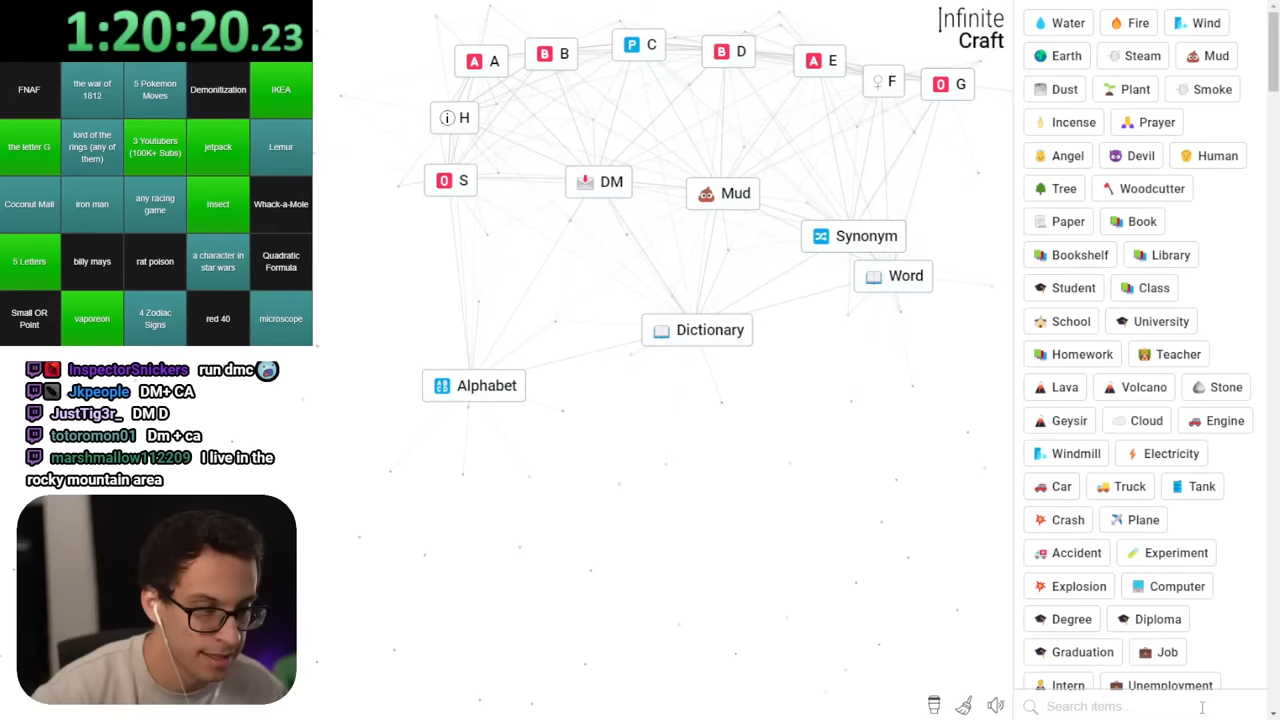 1:20:20.23
FNAF
the war of
1812
5 Pokemon
Moves
Demonitization
IKEA
the letter G
lord of the
rings (any of
them)
3 Youtubers
(100K+ Subs)
jetpack
Lemur
Coconut Mall
iron man
any racing
game
Insect
Whack-a-Mole
5 Letters
billy mays
rat poison
a character in
star wars
Quadratic
Formula
Small OR
Point
vaporeon
4 Zodiac
Signs
red 40
microscope
InspectorSnickers run dmc
Jkpeople DM+ CA
JustTig3r_ DM D
totoromon01 Dm + ca
marshmallow112209 I live in the
rocky mountain area
Infinite
Craft
A A
B B
P C
B D
A E
♀ F
O G
i H
O S
DM
Mud
Synonym
Word
Dictionary
ABCD Alphabet
Water
Fire
Wind
Earth
Steam
Mud
Dust
Plant
Smoke
Incense
Prayer
Angel
Devil
Human
Tree
Woodcutter
Paper
Book
Bookshelf
Library
Student
Class
School
University
Homework
Teacher
Lava
Volcano
Stone
Geysir
Cloud
Engine
Windmill
Electricity
Car
Truck
Tank
Crash
Plane
Accident
Experiment
Explosion
Computer
Degree
Diploma
Graduation
Job
Intern
Unemployment
Search items...